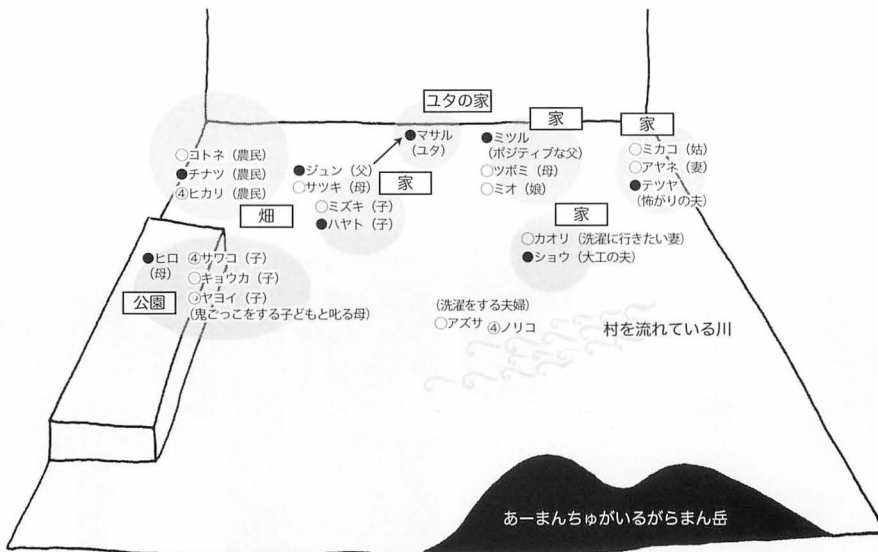 ユタの家
●マサル
(ユタ)
家
●ミツル
(ポジティブな父)
○ツボミ(母)
○ミオ(娘)
家
○ミカコ(姑)
○アヤネ(妻)
●テツヤ
(怖がりの夫)
○コトネ(農民)
●チナツ(農民)
④ヒカリ(農民)
畑
●ジュン(父)
○サツキ(母)
家
○ミズキ(子)
●ハヤト(子)
家
○カオリ(洗濯に行きたい妻)
●ショウ(大工の夫)
●ヒロ ④サワコ(子)
(母) ○キョウカ(子)
公園 ○ヤヨイ(子)
(鬼ごっこをする子どもと叱る母)
(洗濯をする夫婦)
○アズサ ④ノリコ
村を流れている川
あーまんちゅがいるがらまん岳